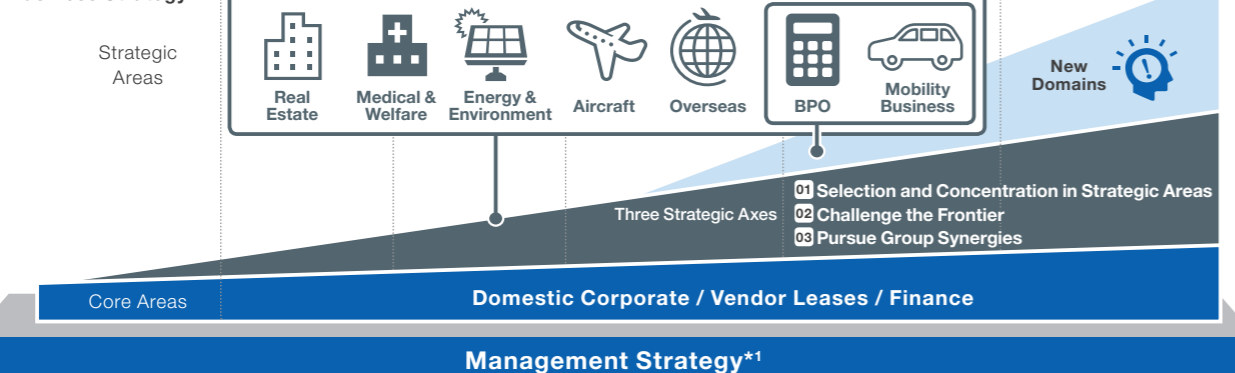 Strategic
Areas
Real
Estate
Medical &
Welfare
Energy &
Environment
Aircraft
Overseas
BPO
Mobility
Business
New
Domains
Three Strategic Axes
01 Selection and Concentration in Strategic Areas
02 Challenge the Frontier
03 Pursue Group Synergies
Core Areas
Domestic Corporate / Vendor Leases / Finance
Management Strategy*1